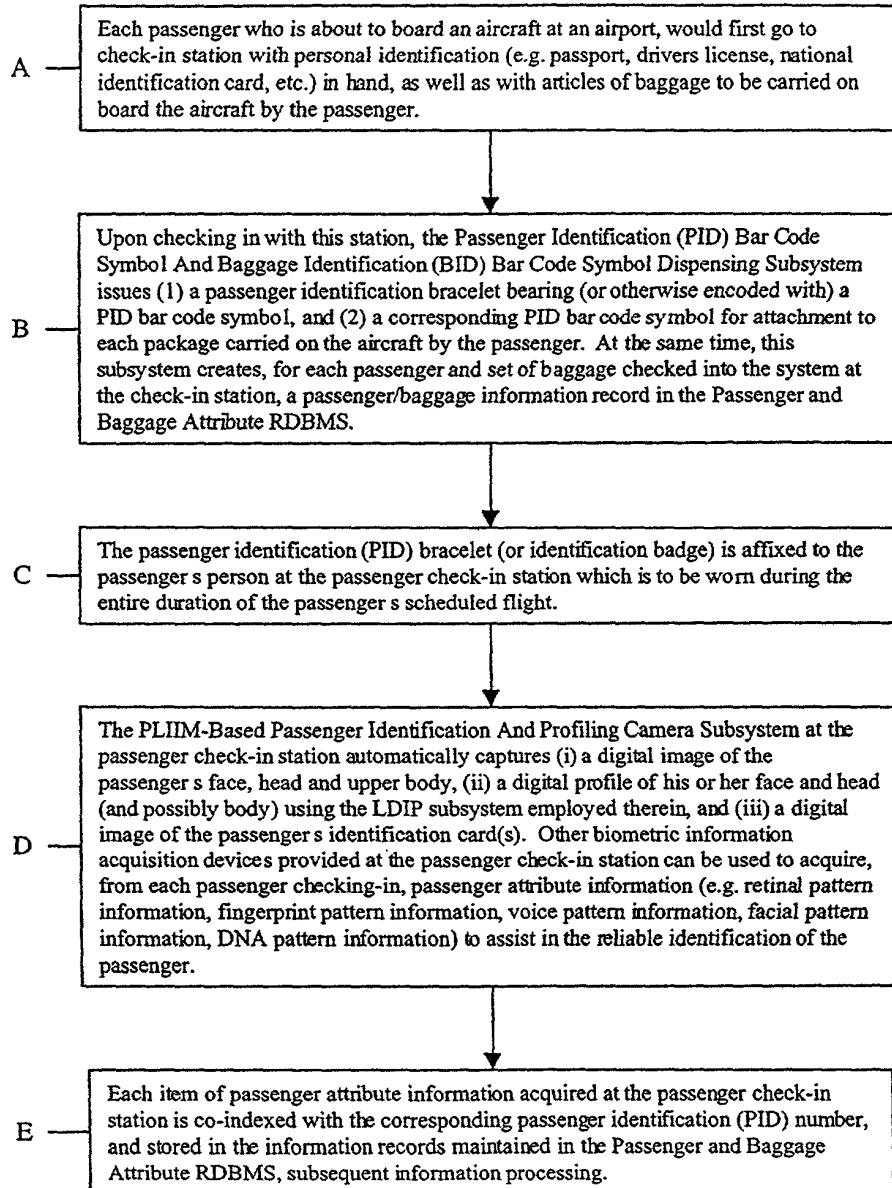 Each passenger who is about to board an aircraft at an airport, would first go to
check-in station with personal identification (e.g. passport, drivers license, national
A
identification card, etc.) in hand, as well as with articles of baggage to be carried on
board the aircraft by the passenger.
Upon checking in with this station, the Passenger Identification (PID) Bar Code
Symbol And Baggage Identification (BID) Bar Code Symbol Dispensing Subsystem
issues (1) a passenger identification bracelet bearing (or otherwise encoded with) a
PID bar code symbol, and (2) a corresponding PID bar code symbol for attachment to
B
each package carried on the aircraft by the passenger. At the same time, this
subsystem creates, for each passenger and set of baggage checked into the system at
the check-in station, a passenger/baggage information record in the Passenger and
Baggage Attribute RDBMS.
The passenger identification (PID) bracelet (or identification badge) is affixed to the
C
passenger s person at the passenger check-in station which is to be worn during the
entire duration of the passenger s scheduled flight.
The PLIIM-Based Passenger Identification And Profiling Camera Subsystem at the
passenger check-in station automatically captures (i) a digital image of the
passenger s face, head and upper body, (ii) a digital profile of his or her face and head
(and possibly body) using the LDIP subsystem employed therein, and (iii) a digital
D
image of the passenger s identification card(s). Other biometric information
acquisition devices provided at the passenger check-in station can be used to acquire,
from each passenger checking-in, passenger attribute information (e.g. retinal pattern
information, fingerprint pattern information, voice pattern information, facial pattern
information, DNA pattern information) to assist in the reliable identification of the
passenger.
Each item of passenger attribute information acquired at the passenger check-in
E
station is co-indexed with the corresponding passenger identification (PID) number,
and stored in the information records maintained in the Passenger and Baggage
Attribute RDBMS, subsequent information processing.